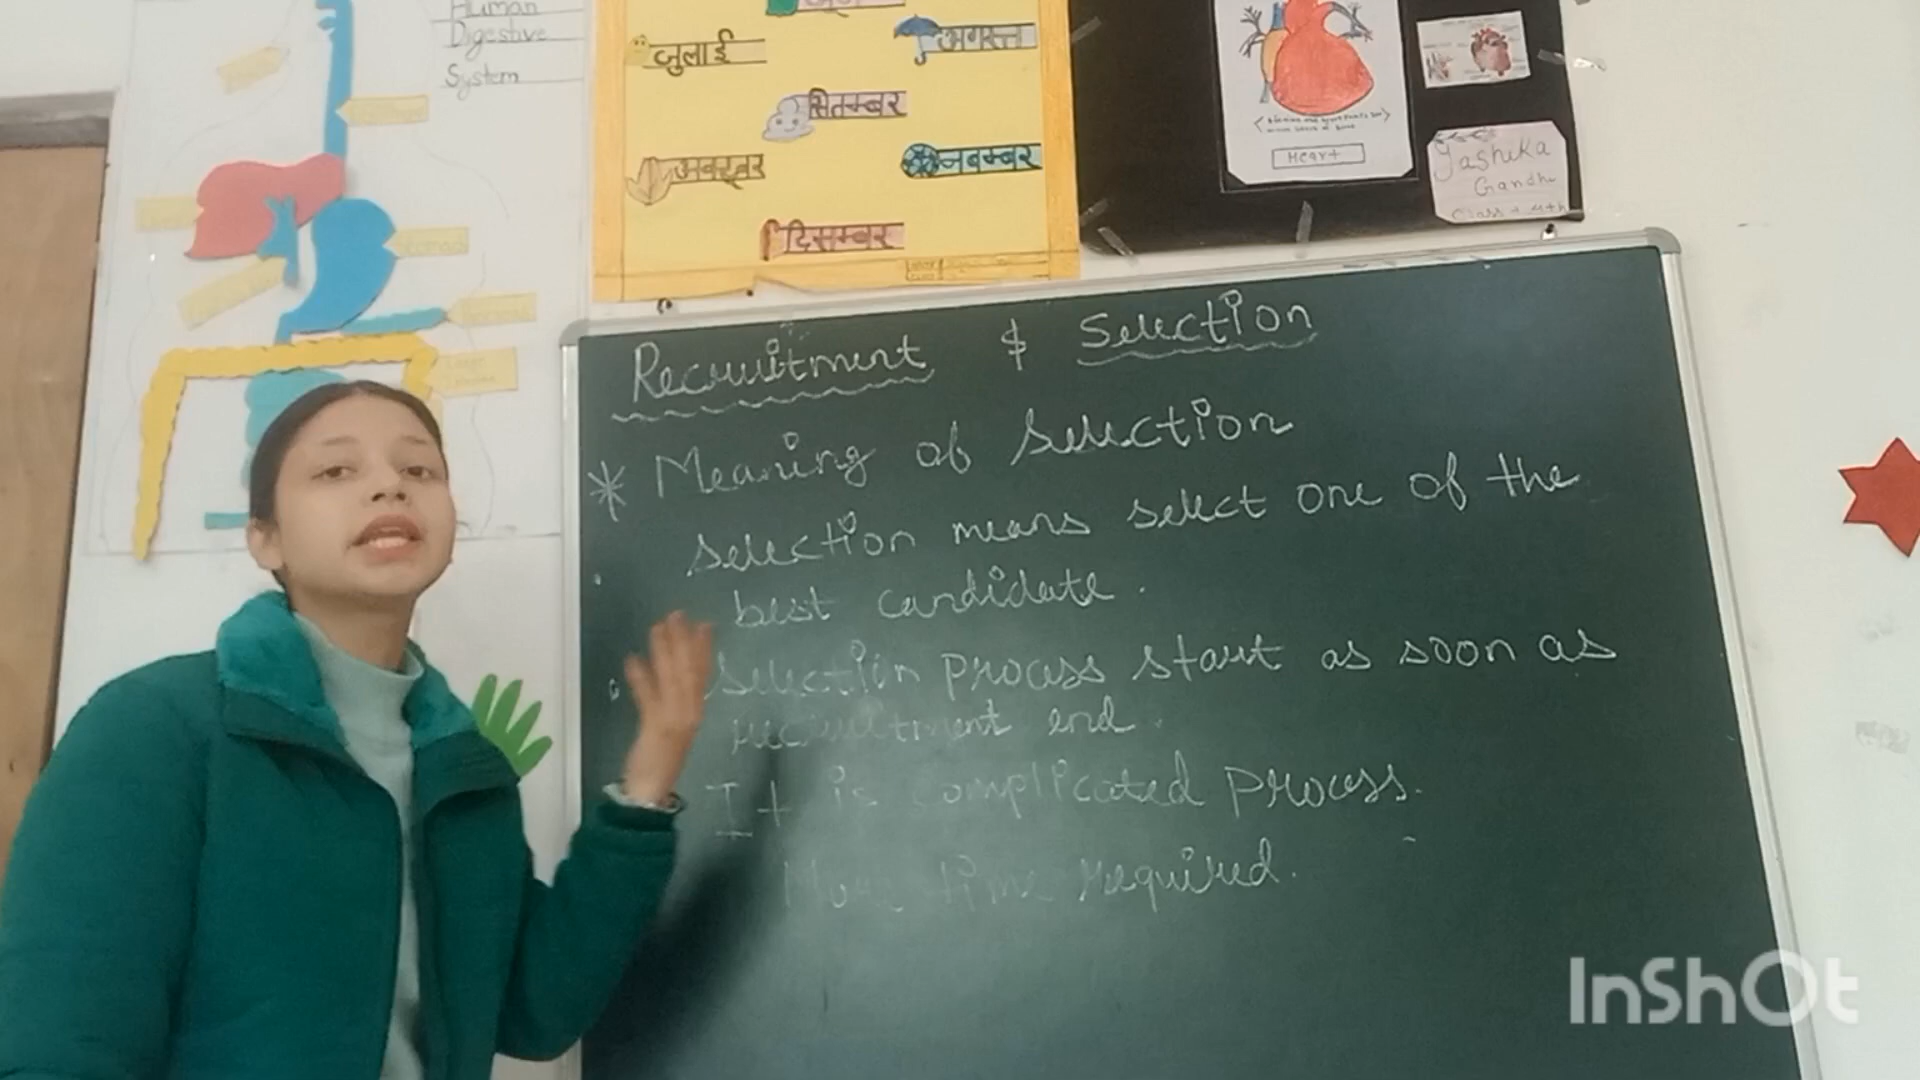 Human
Digestive
System
जुलाई
अगस्त
सितम्बर
अक्टूबर
नवम्बर
दिसम्बर
Heart
Yashika
Gandhi
Recruitment & Selection
* Meaning of Selection
Selection means select one of the
best candidate.
Selection process start as soon as
recruitment end.
It is complicated process.
More time required.
InShOt